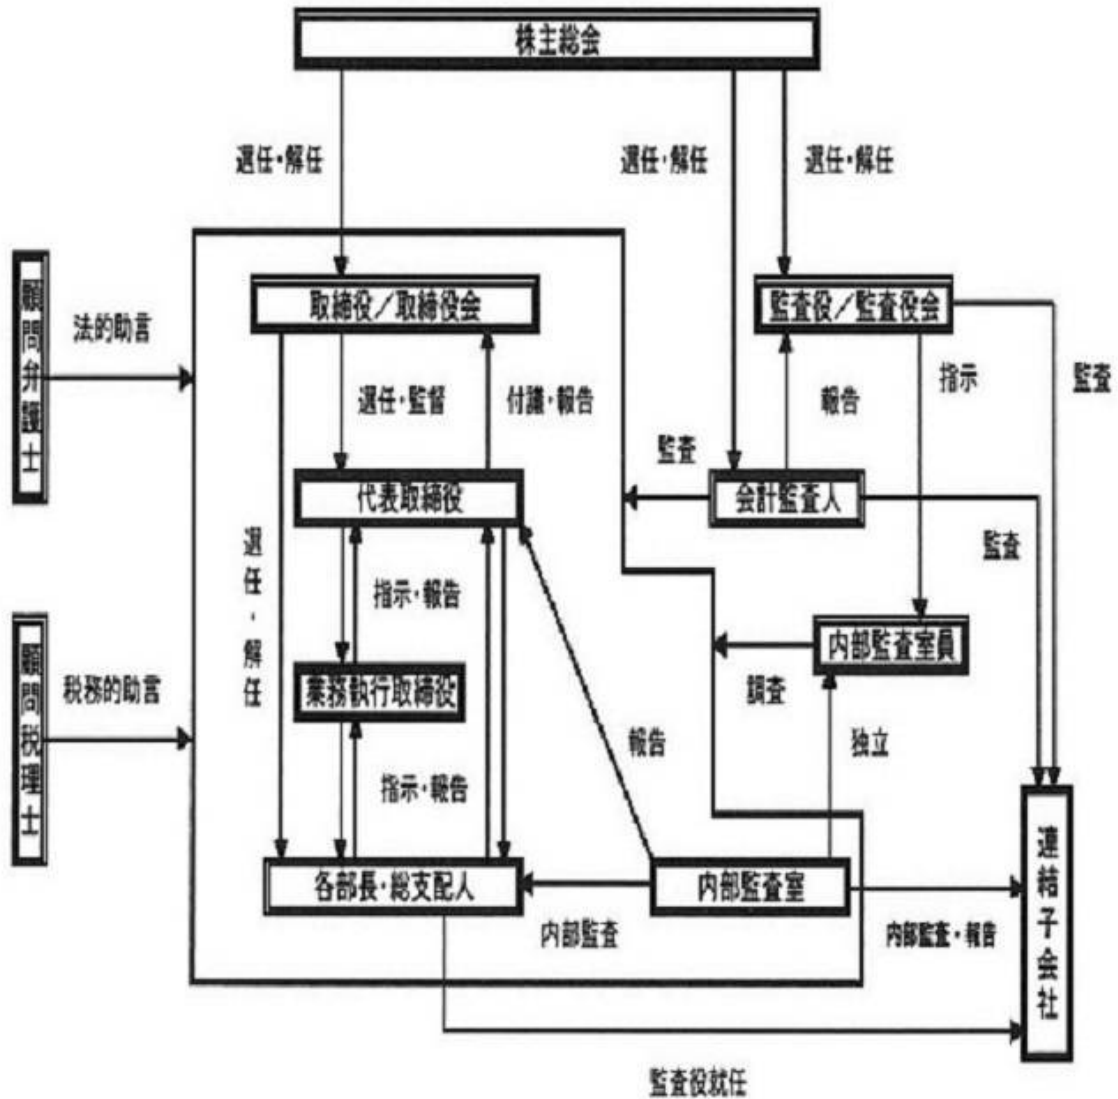 株主総会
選任・解任
選任・解任
選任・解任
顧問弁護士
法的助言
取締役／取締役会
監査役／監査役会
選任・監督
付議・報告
報告
指示
監査
監査
代表取締役
会計監査人
監査
選任・解任
指示・報告
内部監査室員
調査
顧問税理士
税務的助言
業務執行取締役
報告
独立
指示・報告
各部長・総支配人
内部監査室
連結子会社
内部監査
内部監査・報告
監査役就任